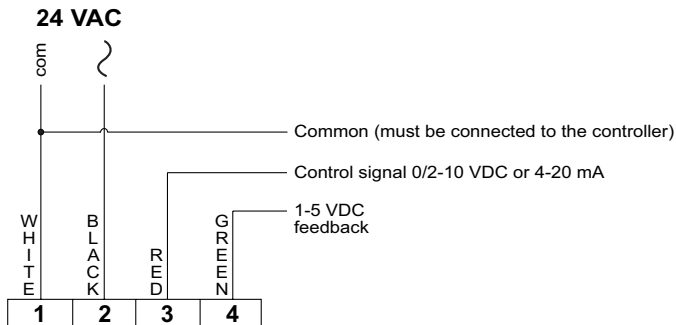 24 VAC
com
Common (must be connected to the controller)
Control signal 0/2-10 VDC or 4-20 mA
1-5 VDC
feedback
WHITE
BLACK
RED
GREEN
1 2 3 4